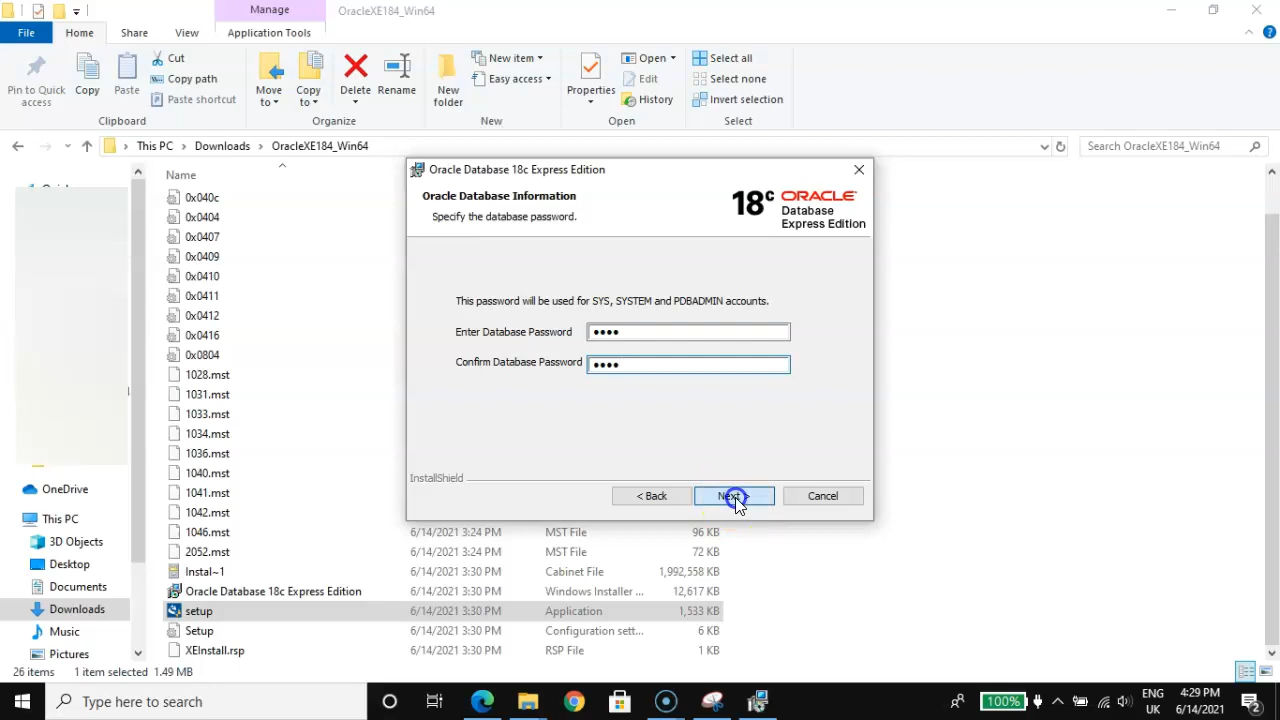 Manage
OracleXE184_Win64
File
Home
Share
View
Application Tools
Pin to Quick
access
Copy
Paste
Cut
Copy path
Paste shortcut
Clipboard
Move
to
Copy
to
Delete
Rename
Organize
New
folder
New item
Easy access
New
Properties
Open
Edit
History
Open
Select all
Select none
Invert selection
Select
This PC > Downloads > OracleXE184_Win64
Search OracleXE184_Win64
Name
0x040c
0x0404
0x0407
0x0409
0x0410
0x0411
0x0412
0x0416
0x0804
1028.mst
1031.mst
1033.mst
1034.mst
1036.mst
1040.mst
1041.mst
1042.mst
1046.mst 6/14/2021 3:24 PM MST File 96 KB
2052.mst 6/14/2021 3:24 PM MST File 72 KB
Instal~1 6/14/2021 3:30 PM Cabinet File 1,992,558 KB
Oracle Database 18c Express Edition 6/14/2021 3:30 PM Windows Installer ... 12,617 KB
setup 6/14/2021 3:30 PM Application 1,533 KB
Setup 6/14/2021 3:30 PM Configuration sett... 6 KB
XEInstall.rsp 6/14/2021 3:30 PM RSP File 1 KB
OneDrive
This PC
3D Objects
Desktop
Documents
Downloads
Music
Pictures
Oracle Database 18c Express Edition
Oracle Database Information
Specify the database password.
18c ORACLE
Database
Express Edition
This password will be used for SYS, SYSTEM and PDBADMIN accounts.
Enter Database Password ••••
Confirm Database Password ••••
InstallShield
< Back
Next >
Cancel
26 items
1 item selected 1.49 MB
Type here to search
100%
ENG
UK
4:29 PM
6/14/2021
2